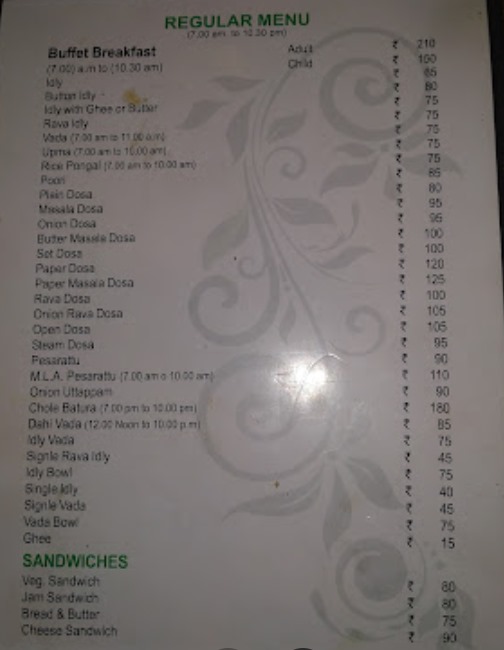 REGULAR MENU
(7.00 am to 10.30 pm)
Buffet Breakfast Adult ₹ 210
(7.00) a.m to (10.30 am) Child ₹ 150
Idly ₹ 65
Button Idly ₹ 80
Idly with Ghee or Butter ₹ 75
Rava Idly ₹ 75
Vada (7.00 am to 11.00 a.m) ₹ 75
Upma (7.00 am to 10.00 am) ₹ 75
Rice Pongal (7.00 am to 10.00 am) ₹ 75
Poori ₹ 85
Plain Dosa ₹ 80
Masala Dosa ₹ 95
Onion Dosa ₹ 95
Butter Masala Dosa ₹ 100
Set Dosa ₹ 100
Paper Dosa ₹ 120
Paper Masala Dosa ₹ 125
Rava Dosa ₹ 100
Onion Rava Dosa ₹ 105
Open Dosa ₹ 105
Steam Dosa ₹ 95
Pesarattu ₹ 90
M.L.A. Pesarattu (7.00 am o 10.00 am) ₹ 110
Onion Uttappam ₹ 90
Chole Batura (7.00 pm to 10.00 pm) ₹ 180
Dahi Vada (12.00 Noon to 10.00 p.m) ₹ 85
Idly Vada ₹ 75
Signle Rava Idly ₹ 45
Idly Bowl ₹ 75
Single Idly ₹ 40
Signle Vada ₹ 45
Vada Bowl ₹ 75
Ghee ₹ 15
SANDWICHES
Veg. Sandwich ₹ 80
Jam Sandwich ₹ 80
Bread & Butter ₹ 75
Cheese Sandwich ₹ 90